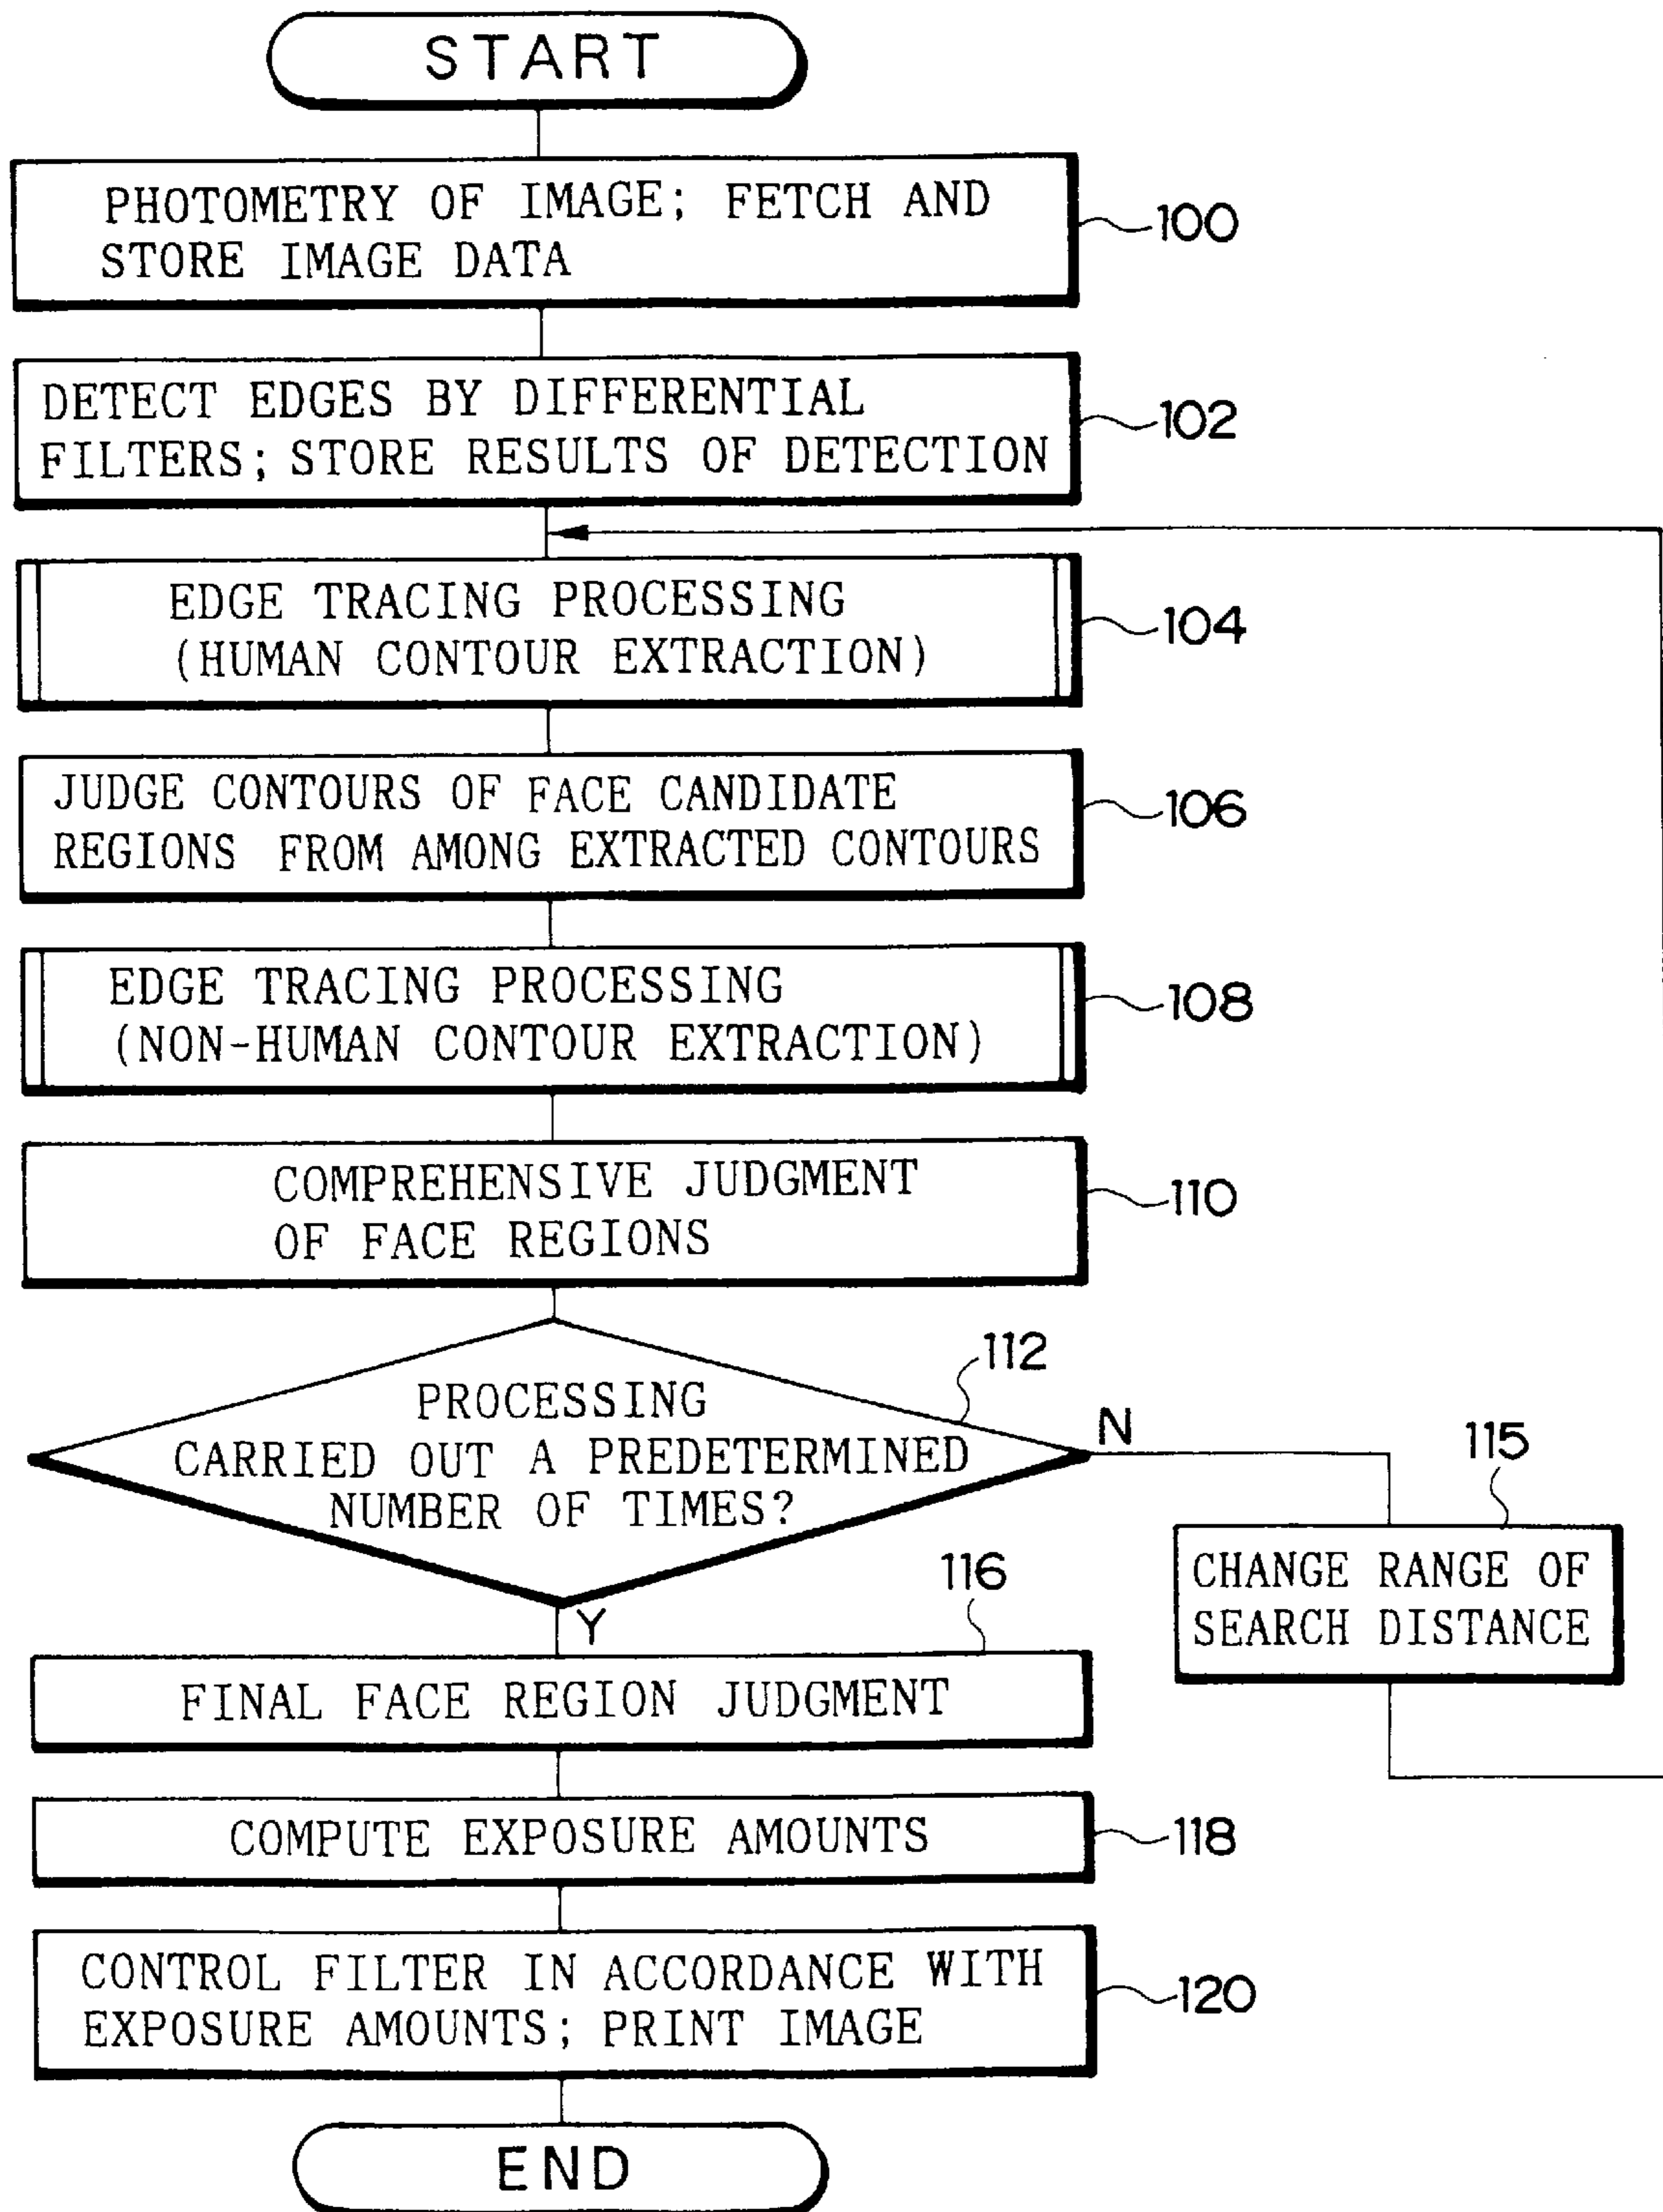 START
PHOTOMETRY OF IMAGE; FETCH AND
STORE IMAGE DATA
100
DETECT EDGES BY DIFFERENTIAL
FILTERS; STORE RESULTS OF DETECTION
102
EDGE TRACING PROCESSING
(HUMAN CONTOUR EXTRACTION)
104
JUDGE CONTOURS OF FACE CANDIDATE
REGIONS FROM AMONG EXTRACTED CONTOURS
106
EDGE TRACING PROCESSING
(NON-HUMAN CONTOUR EXTRACTION)
108
COMPREHENSIVE JUDGMENT
OF FACE REGIONS
110
112
PROCESSING
CARRIED OUT A PREDETERMINED
NUMBER OF TIMES?
N
115
CHANGE RANGE OF
SEARCH DISTANCE
Y
116
FINAL FACE REGION JUDGMENT
COMPUTE EXPOSURE AMOUNTS
118
CONTROL FILTER IN ACCORDANCE WITH
EXPOSURE AMOUNTS; PRINT IMAGE
120
END